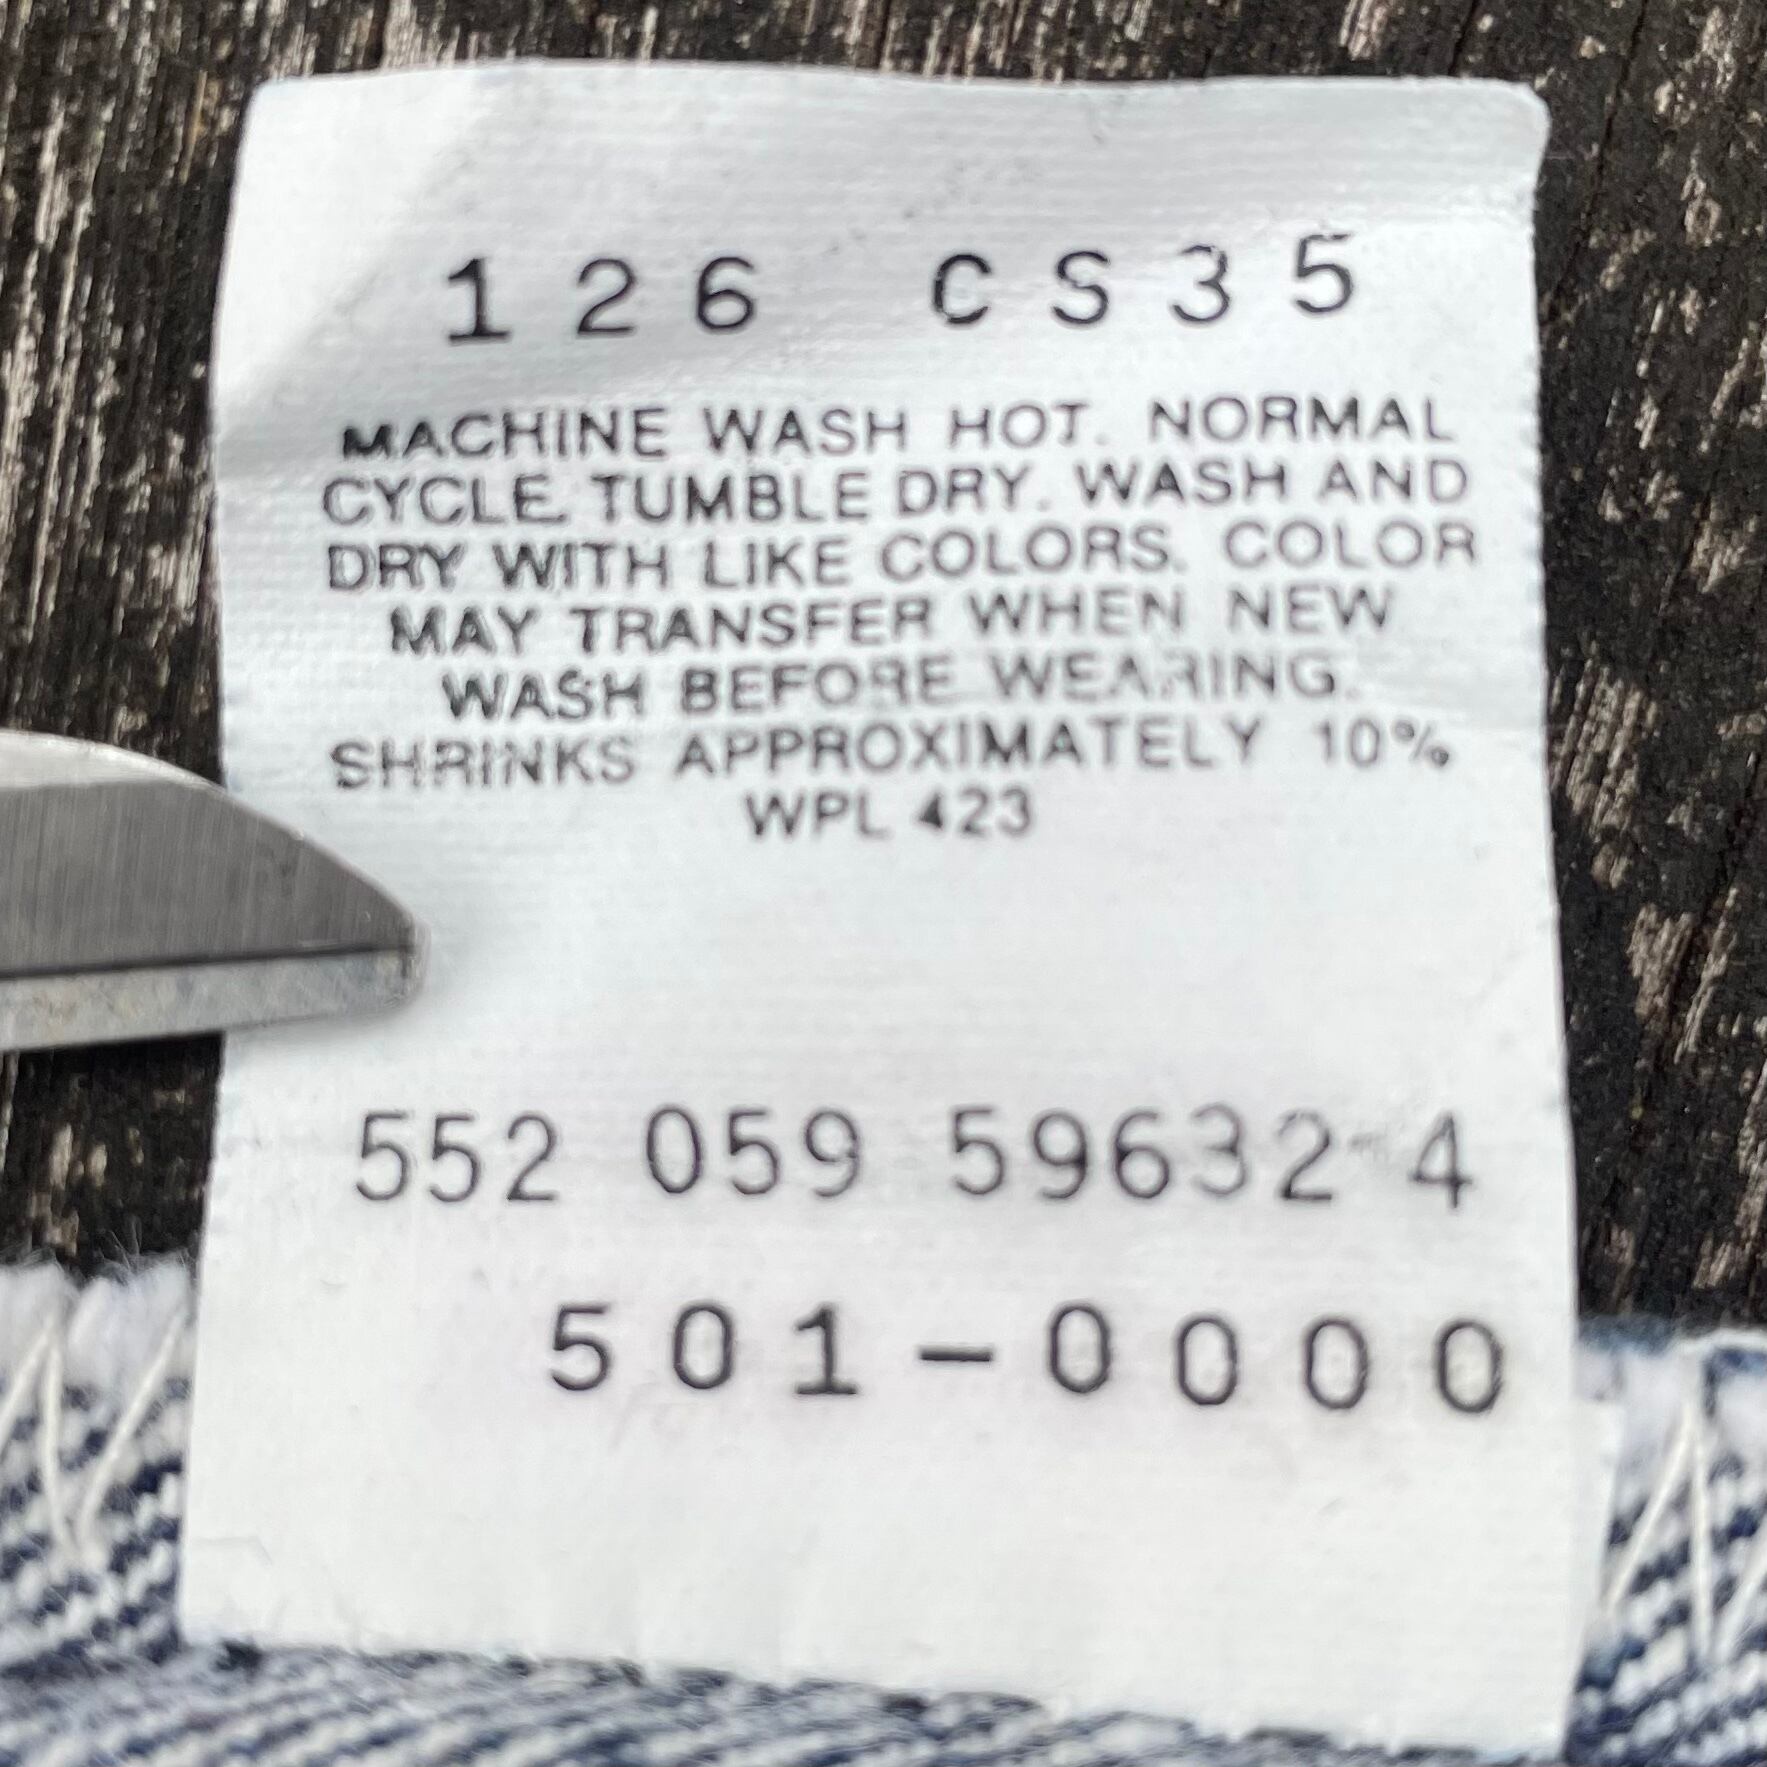 126 CS35
MACHINE WASH HOT. NORMAL
CYCLE. TUMBLE DRY. WASH AND
DRY WITH LIKE COLORS. COLOR
MAY TRANSFER WHEN NEW
WASH BEFORE WEARING.
SHRINKS APPROXIMATELY 10%
WPL 423
552 059 59632 4
501-0000